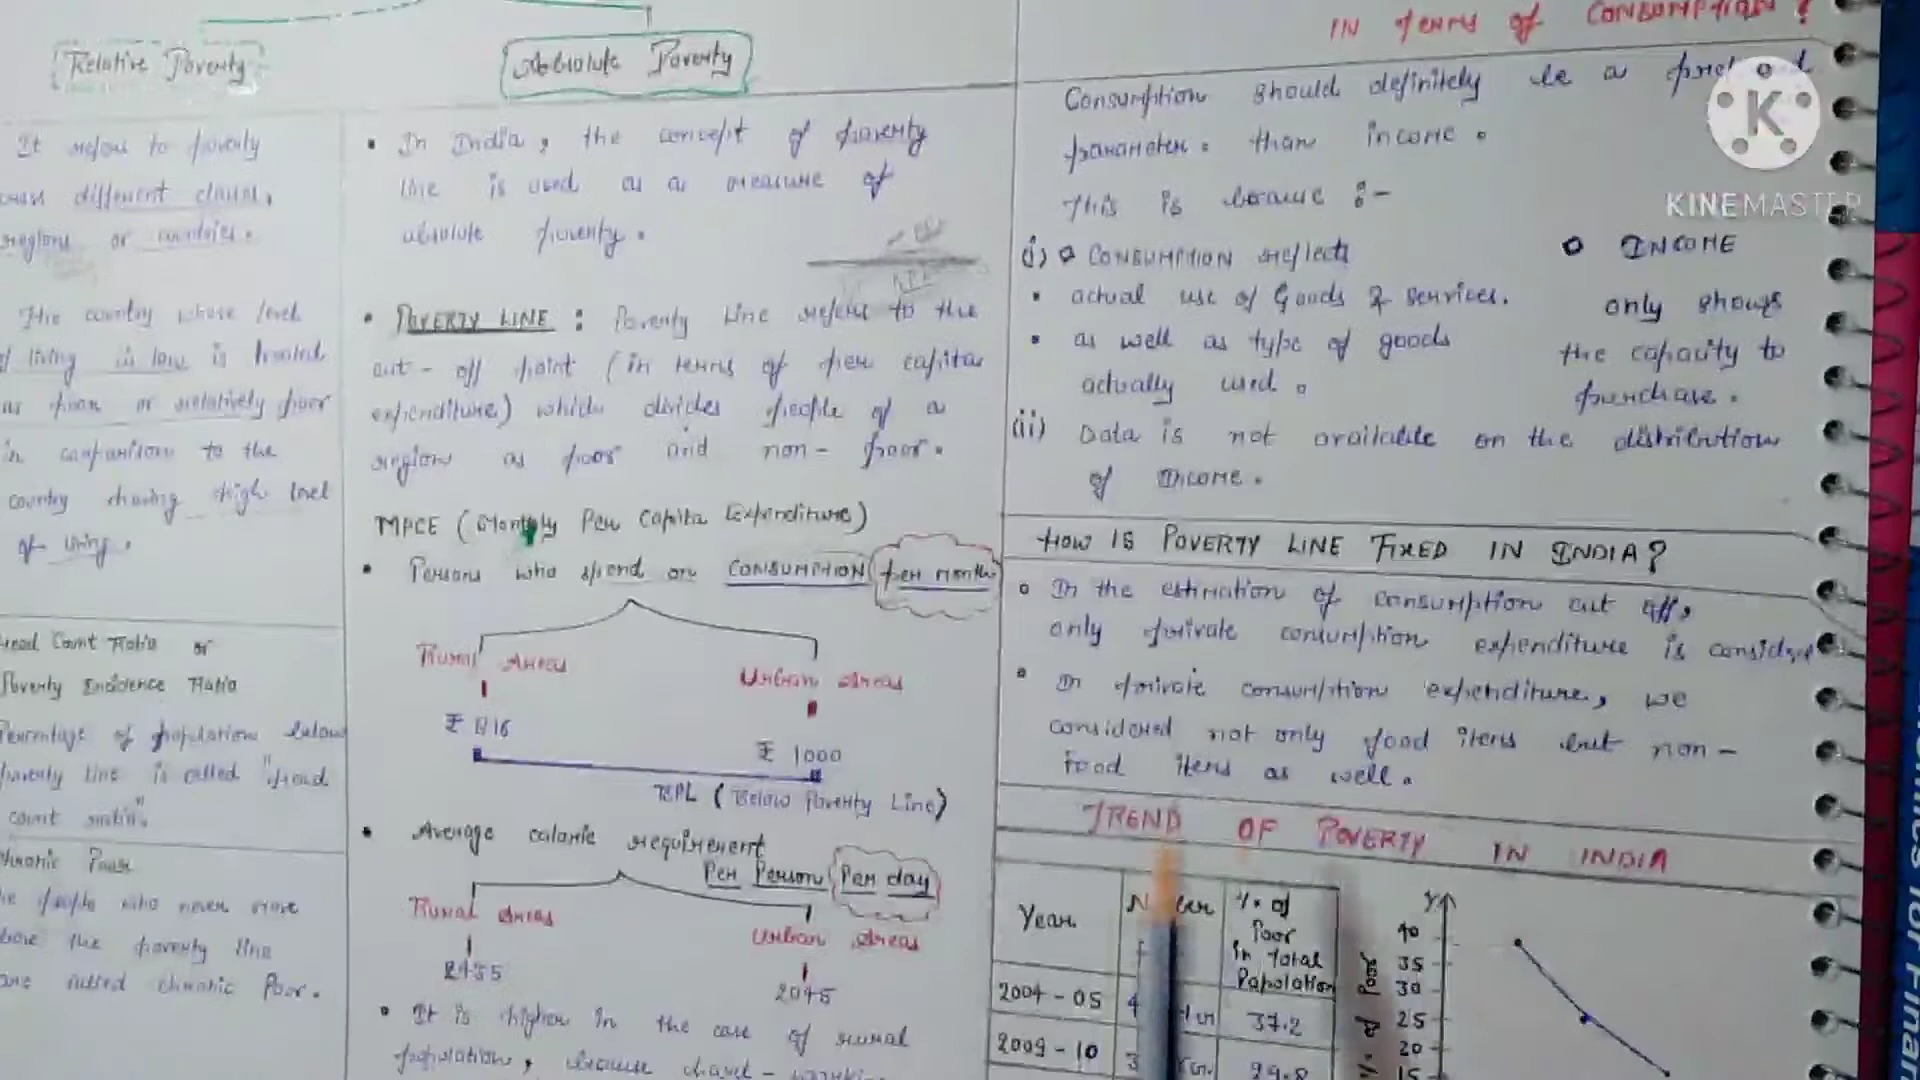 Relative Poverty
It refers to poverty
different classes,
regions or countries.
The country whose level
of living is low is treated
as poor or relatively poor
in comparison to the
country having high level
of living.
Head Count Ratio or
Poverty Incidence Ratio
Percentage of population below
poverty line is called "head
count ratio".
Chronic Poor
The people who never move
above the poverty line
are called chronic Poor.
Absolute Poverty
• In India, the concept of poverty
line is used as a measure of
absolute poverty.
• POVERTY LINE : Poverty Line refers to the
cut-off point (in terms of per capita
expenditure) which divides people of a
region as poor and non-poor.
MPCE (Monthly Per Capita Expenditure)
• Persons who spend on CONSUMPTION per month
Rural Areas
Urban Areas
₹ 816
₹ 1000
BPL (Below Poverty Line)
• Average calorie requirement
Per Person Per day
Rural Areas
Urban Areas
2435
2095
• It is higher in the case of rural
population, because
IN TERMS OF CONSUMPTION?
Consumption should definitely be a
parameter. than income.
This is because :-
(i) CONSUMPTION reflects
• actual use of Goods & services.
• as well as type of goods
actually used.
INCOME
only shows
the capacity to
purchase.
(ii) Data is not available on the distribution
of Income.
HOW IS POVERTY LINE FIXED IN INDIA?
In the estimation of consumption cut off,
only private consumption expenditure is considered
In private consumption expenditure, we
considered not only food items but non-
food items as well.
TREND OF POVERTY IN INDIA
Year
% of
Poor
in total
Population
2004-05
37.2
2009-10
29.8
Y
40
35
30
25
20
15
% of Poor
K
KINEMASTER